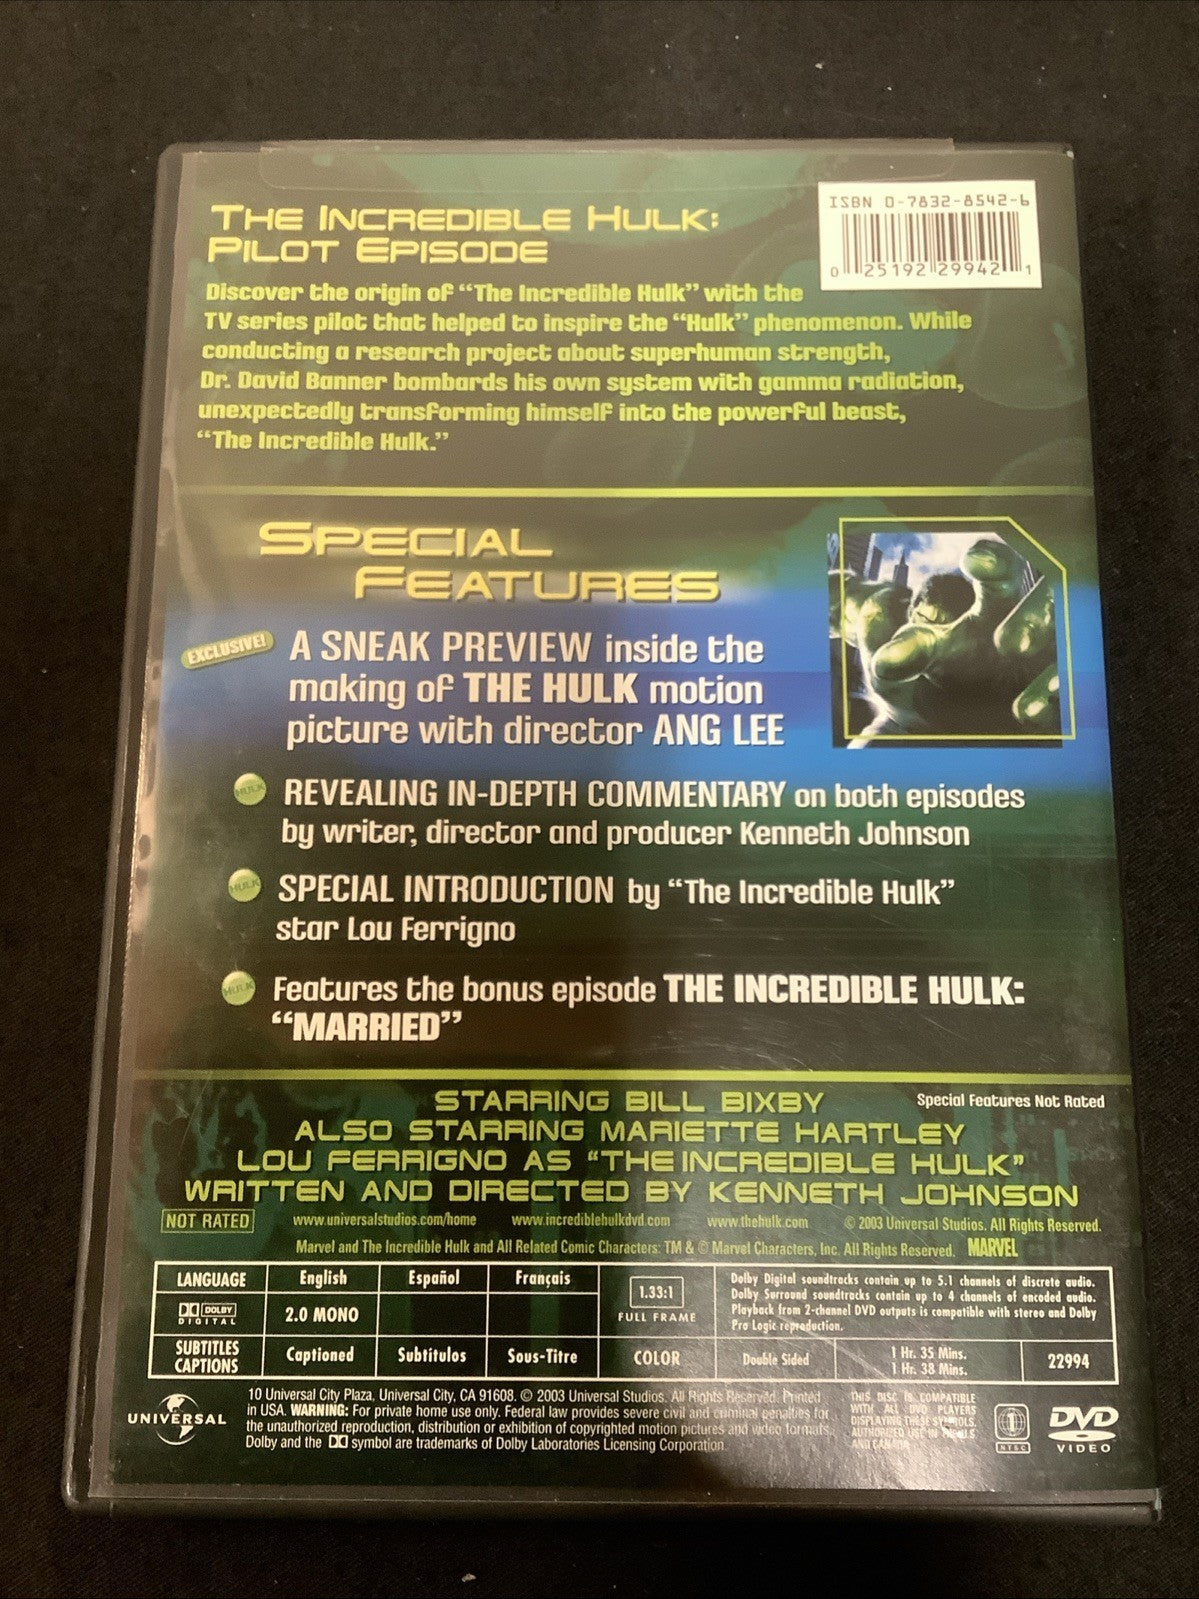 ISBN 0-7832-8542-6
0 25192 29942 1
THE INCREDIBLE HULK:
PILOT EPISODE
Discover the origin of "The Incredible Hulk" with the
TV series pilot that helped to inspire the "Hulk" phenomenon. While
conducting a research project about superhuman strength,
Dr. David Banner bombards his own system with gamma radiation,
unexpectedly transforming himself into the powerful beast,
"The Incredible Hulk."
SPECIAL
FEATURES
EXCLUSIVE!
A SNEAK PREVIEW inside the
making of THE HULK motion
picture with director ANG LEE
HULK
REVEALING IN-DEPTH COMMENTARY on both episodes
by writer, director and producer Kenneth Johnson
HULK
SPECIAL INTRODUCTION by "The Incredible Hulk"
star Lou Ferrigno
HULK
Features the bonus episode THE INCREDIBLE HULK:
"MARRIED"
STARRING BILL BIXBY
Special Features Not Rated
ALSO STARRING MARIETTE HARTLEY
LOU FERRIGNO AS "THE INCREDIBLE HULK"
WRITTEN AND DIRECTED BY KENNETH JOHNSON
NOT RATED www.universalstudios.com/home www.incrediblehulkdvd.com www.thehulk.com © 2003 Universal Studios. All Rights Reserved.
Marvel and The Incredible Hulk and All Related Comic Characters: TM & © Marvel Characters, Inc. All Rights Reserved. MARVEL
LANGUAGE English Español Français
DOLBY DIGITAL 2.0 MONO
1.33:1
FULL FRAME
Dolby Digital soundtracks contain up to 5.1 channels of discrete audio.
Dolby Surround soundtracks contain up to 4 channels of encoded audio.
Playback from 2-channel DVD outputs is compatible with stereo and Dolby
Pro Logic reproduction.
SUBTITLES
CAPTIONS
Captioned Subtítulos Sous-Titre COLOR Double Sided
1 Hr. 35 Mins.
1 Hr. 38 Mins.
22994
UNIVERSAL
10 Universal City Plaza, Universal City, CA 91608. © 2003 Universal Studios. All Rights Reserved. Printed
in USA. WARNING: For private home use only. Federal law provides severe civil and criminal penalties for
the unauthorized reproduction, distribution or exhibition of copyrighted motion pictures and video formats.
Dolby and the symbol are trademarks of Dolby Laboratories Licensing Corporation.
THIS DISC IS COMPATIBLE
WITH ALL DVD PLAYERS
DISPLAYING THESE SYMBOLS.
AUTHORIZED USE IN THE U.S.
AND CANADA.
1
NTSC
DVD
VIDEO